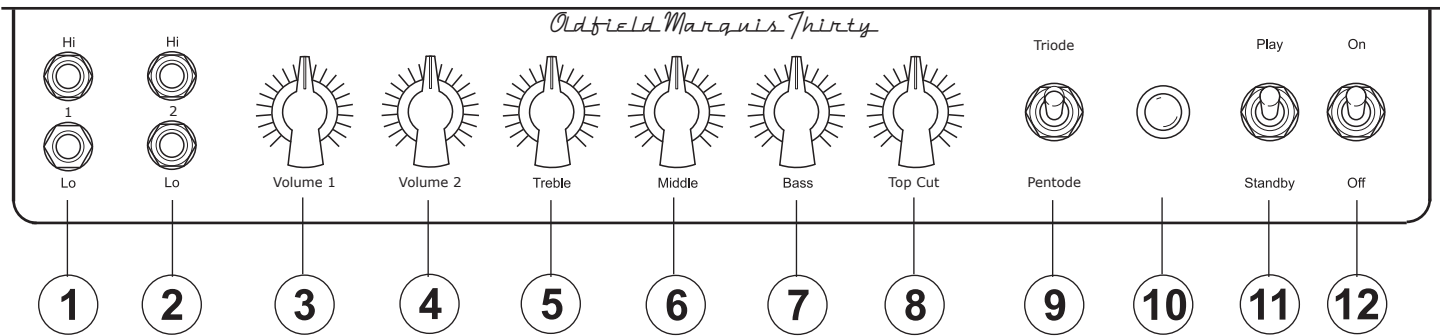 Oldfield Marquis Thirty
Hi Hi Triode Play On
1 2
Lo Lo Volume 1 Volume 2 Treble Middle Bass Top Cut Pentode Standby Off
1 2 3 4 5 6 7 8 9 10 11 12